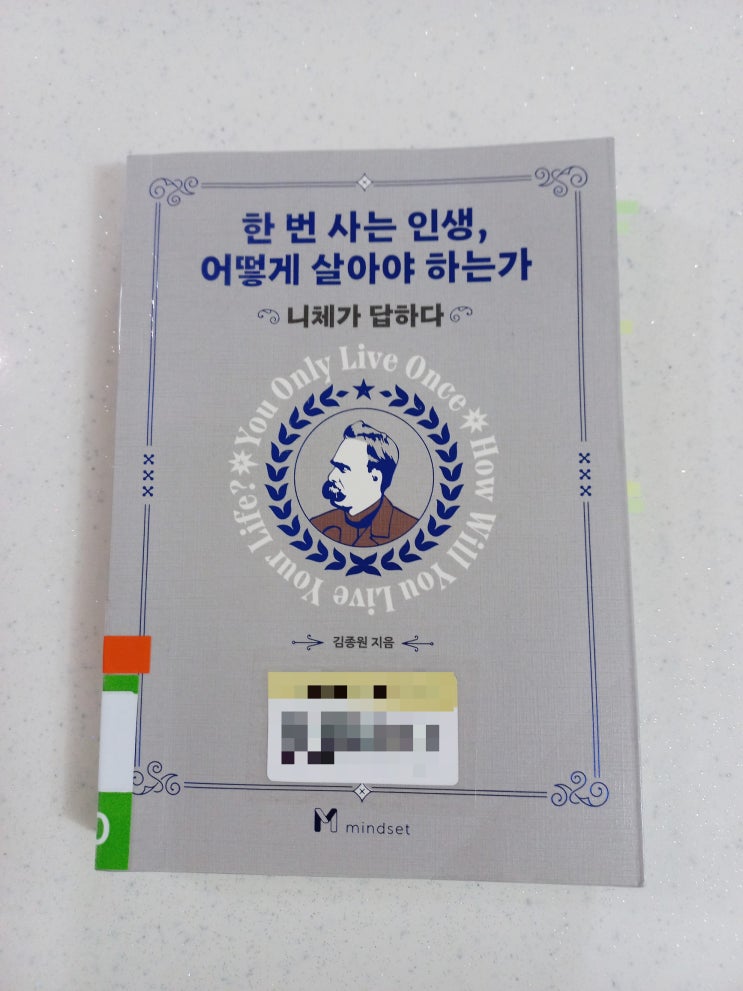 한 번 사는 인생,
어떻게 살아야 하는가
니체가 답하다
You Only Live Once
How Will You Live Your Life?
김종원 지음
mindset